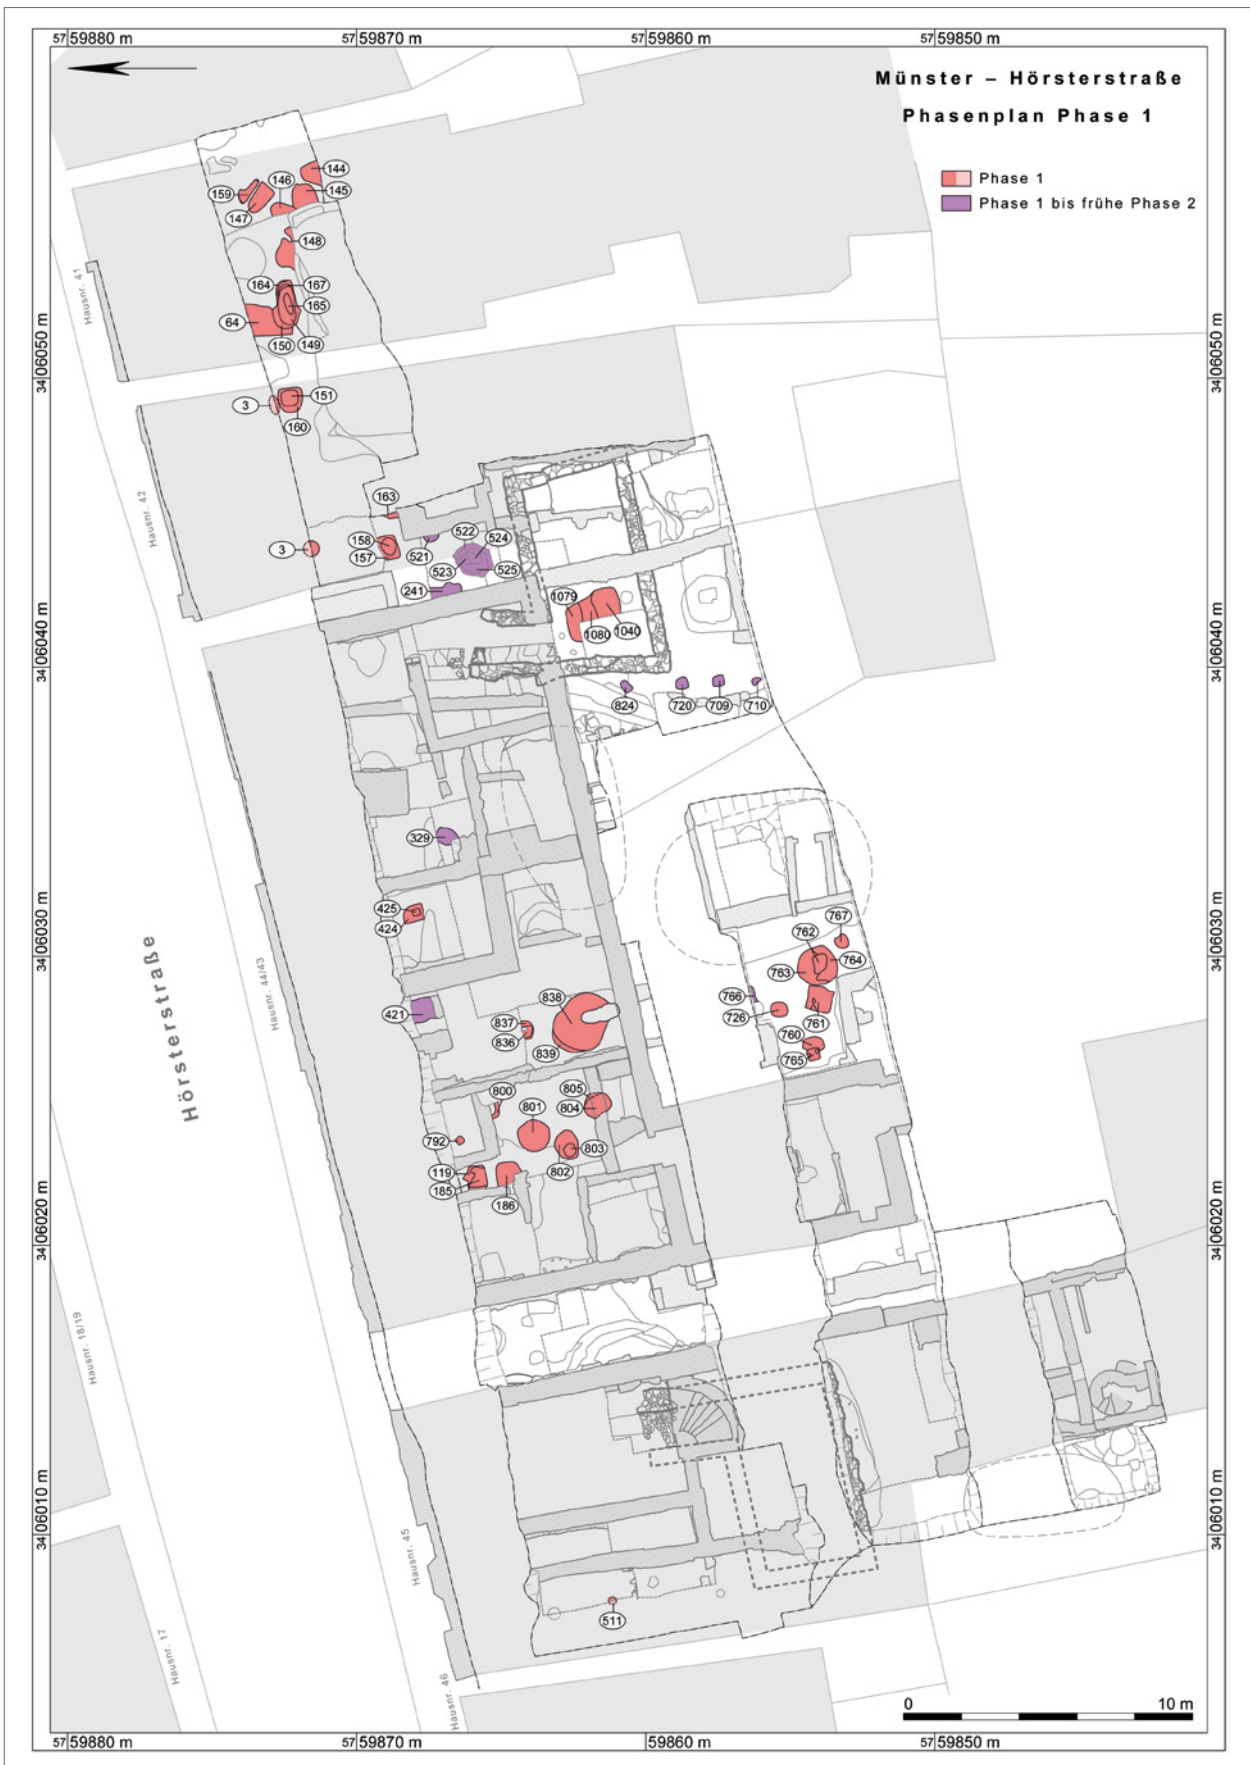 57 59880 m
57 59870 m
59860 m
59850 m
Münster – Hörsterstraße
Phasenplan Phase 1
Phase 1
Phase 1 bis frühe Phase 2
144
146
145
159
147
148
164
167
165
64
150
149
Hausnr. 41
34 06050 m
34 06050 m
3
151
160
163
Hausnr. 42
3
158
157
521
522
524
523
525
241
1079
1080
1040
34 06040 m
34 06040 m
824
720
709
710
329
425
424
767
762
763
764
34 06030 m
34 06030 m
Hörsterstraße
Hausnr. 44/43
421
838
837
836
839
766
726
761
760
765
800
801
805
804
792
803
802
119
185
186
34 06020 m
34 06020 m
Hausnr. 18/19
34 06010 m
34 06010 m
Hausnr. 45
Hausnr. 17
511
Hausnr. 46
0
10 m
57 59880 m
57 59870 m
59860 m
59850 m